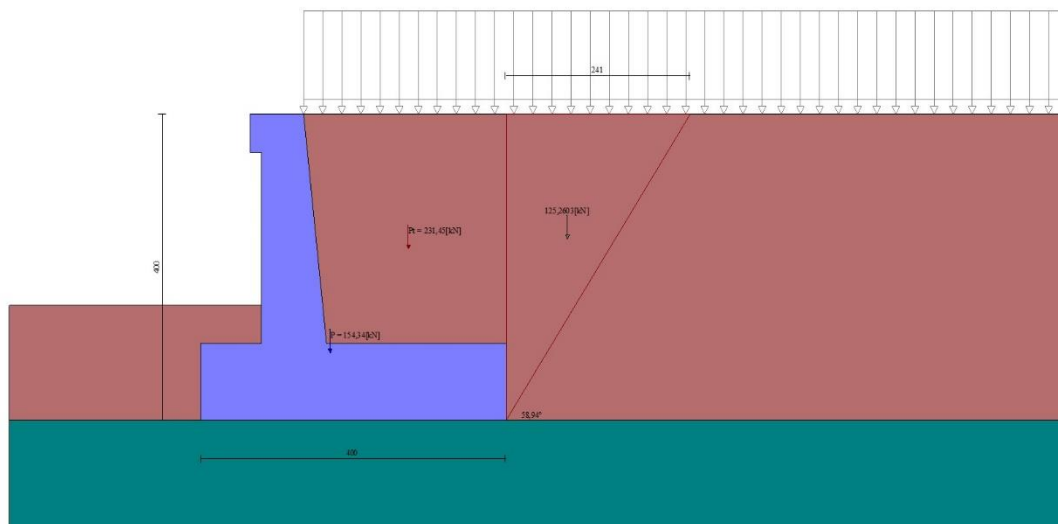 241
125,2603[kN]
Pt = 231,45[kN]
400
P = 154,34[kN]
58,94°
400